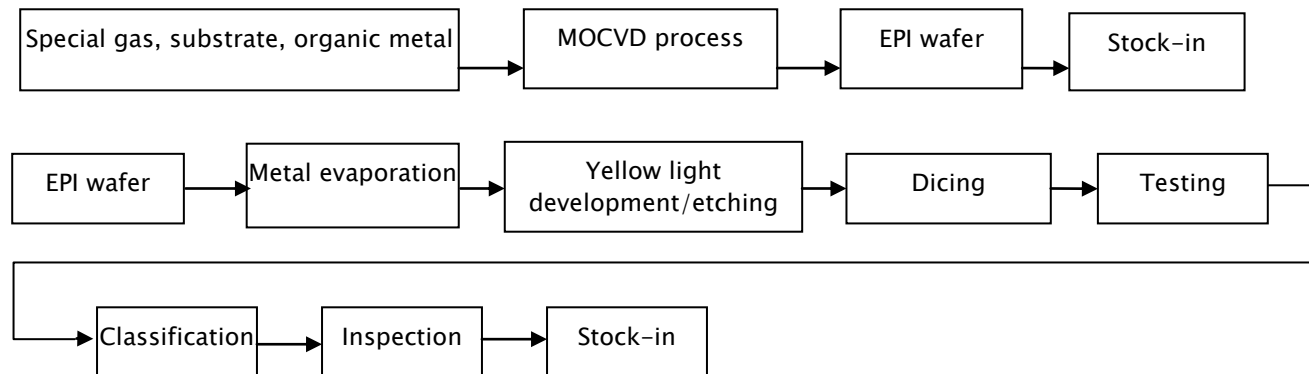 Special gas, substrate, organic metal
MOCVD process
EPI wafer
Stock-in
EPI wafer
Metal evaporation
Yellow light
development/etching
Dicing
Testing
Classification
Inspection
Stock-in